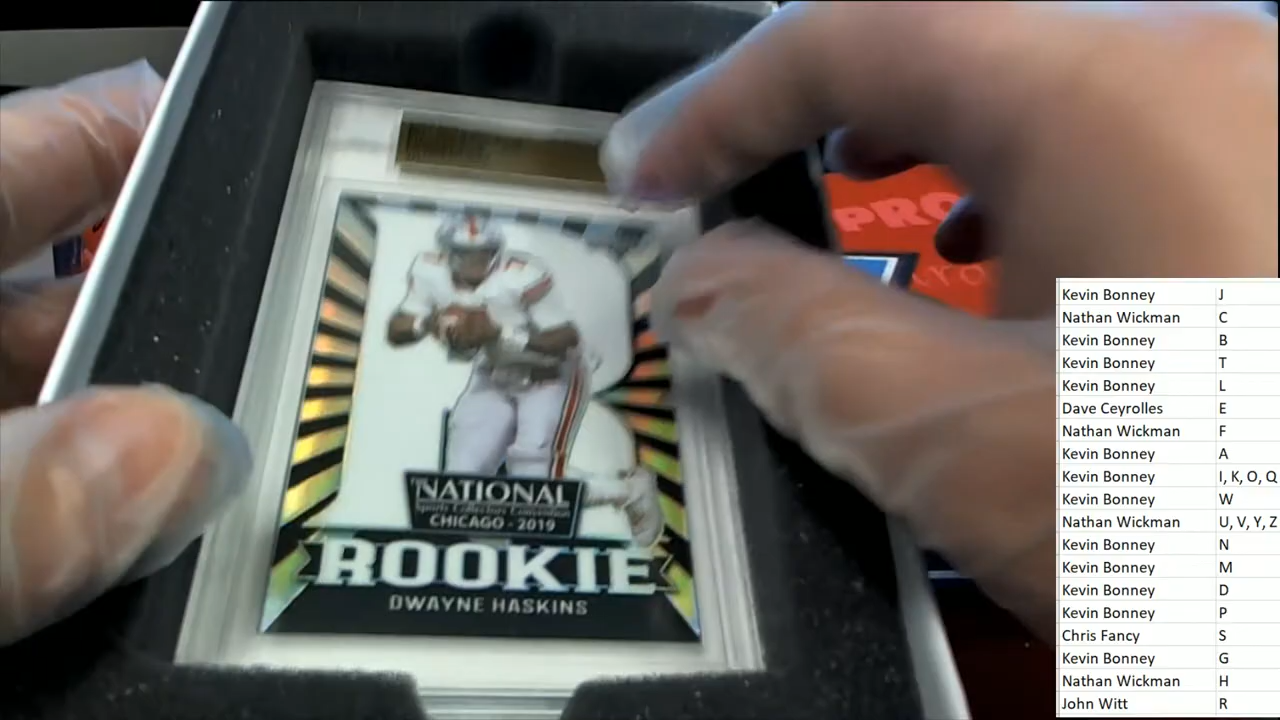 PRO
THE NATIONAL
Sports Collectors Convention
CHICAGO - 2019
ROOKIE
DWAYNE HASKINS
Kevin Bonney J
Nathan Wickman C
Kevin Bonney B
Kevin Bonney T
Kevin Bonney L
Dave Ceyrolles E
Nathan Wickman F
Kevin Bonney A
Kevin Bonney I, K, O, Q
Kevin Bonney W
Nathan Wickman U, V, Y, Z
Kevin Bonney N
Kevin Bonney M
Kevin Bonney D
Kevin Bonney P
Chris Fancy S
Kevin Bonney G
Nathan Wickman H
John Witt R